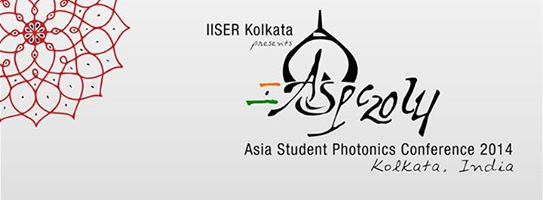 IISER Kolkata
presents
Aspc2014
Asia Student Photonics Conference 2014
Kolkata, India